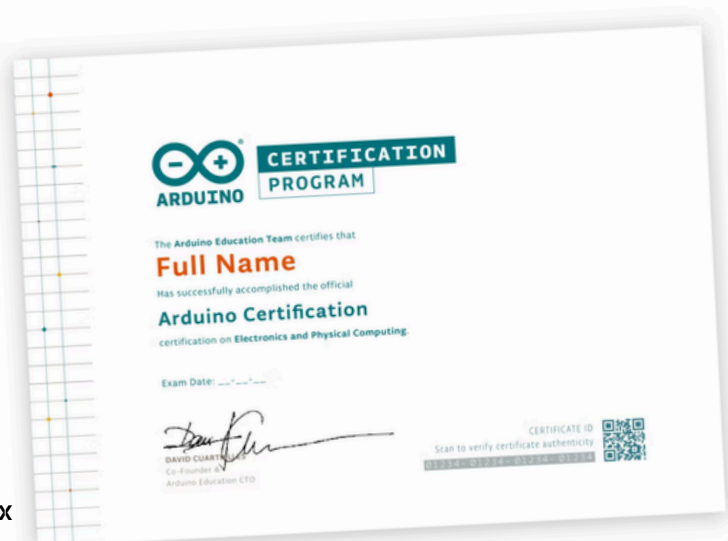 CERTIFICATION
PROGRAM
ARDUINO
The Arduino Education Team certifies that
Full Name
Has successfully accomplished the official
Arduino Certification
certification on Electronics and Physical Computing.
Exam Date: __-__-__
DAVID CUARTIELLES
Co-Founder &
Arduino Education CTO
CERTIFICATE ID
Scan to verify certificate authenticity
01234- 01234- 01234- 01234
x